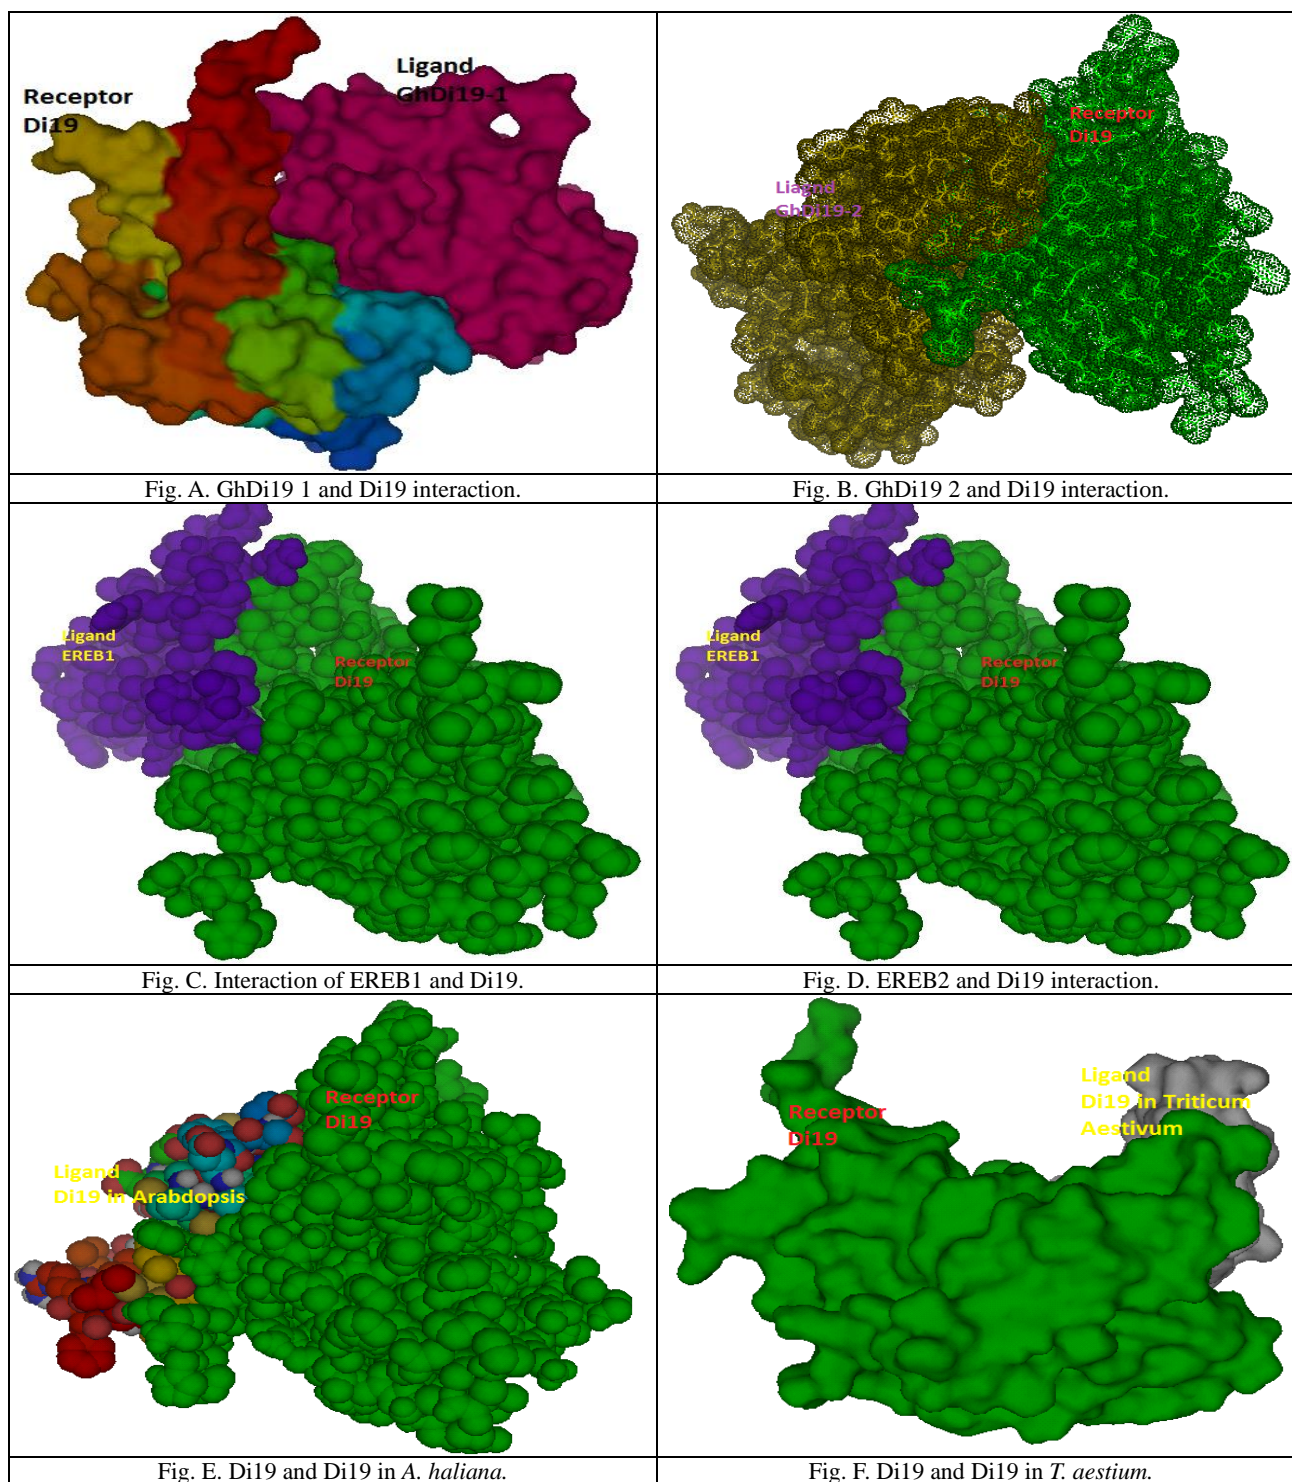 Receptor
Di19
Ligand
GhDi19-1
Receptor
Di19
Liagnd
GhDi19-2
Fig. A. GhDi19 1 and Di19 interaction.
Fig. B. GhDi19 2 and Di19 interaction.
Ligand
EREB1
Receptor
Di19
Ligand
EREB1
Receptor
Di19
Fig. C. Interaction of EREB1 and Di19.
Fig. D. EREB2 and Di19 interaction.
Receptor
Di19
Ligand
Di19 in Arabdopsis
Ligand
Di19 in Triticum
Aestivum
Receptor
Di19
Fig. E. Di19 and Di19 in A. haliana.
Fig. F. Di19 and Di19 in T. aestium.